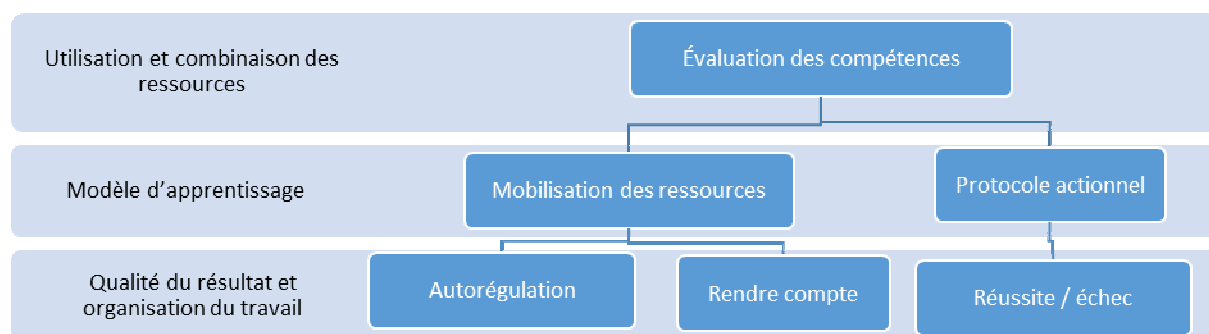 Utilisation et combinaison des
ressources
Évaluation des compétences
Modèle d'apprentissage
Mobilisation des ressources
Protocole actionnel
Qualité du résultat et
organisation du travail
Autorégulation
Rendre compte
Réussite / échec